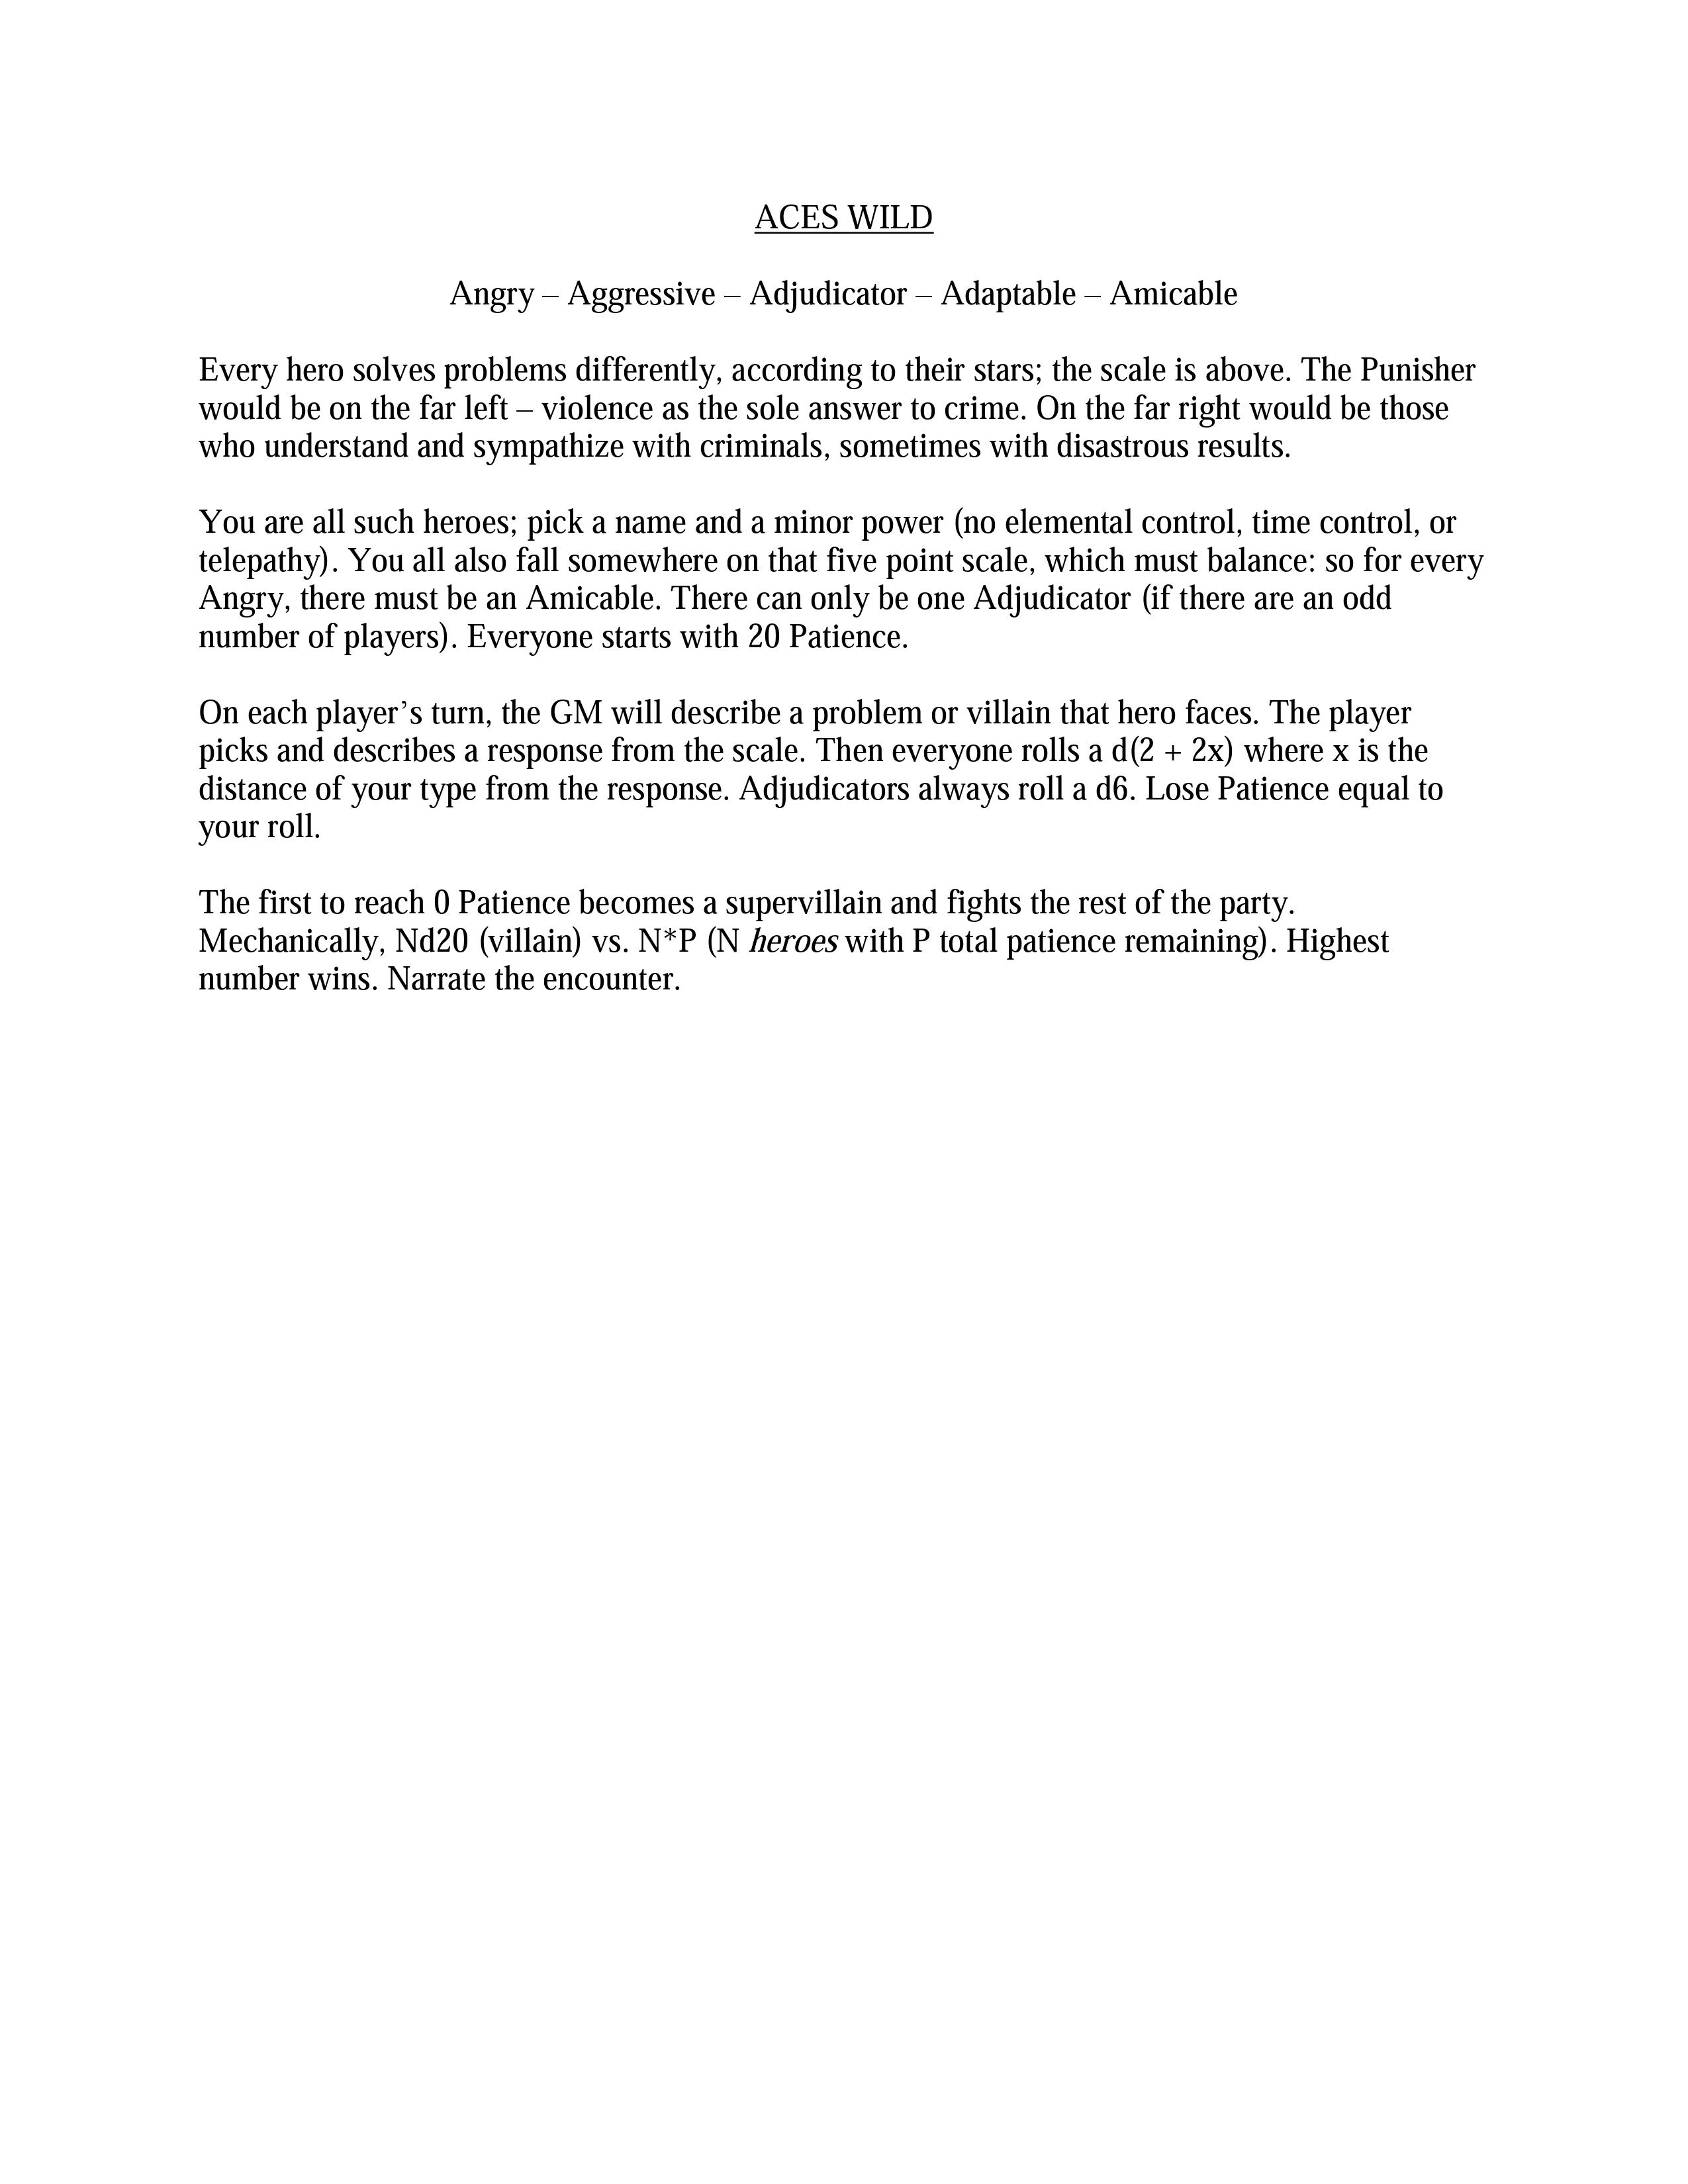 ACES WILD
Angry – Aggressive – Adjudicator – Adaptable – Amicable
Every hero solves problems differently, according to their stars; the scale is above. The Punisher
would be on the far left – violence as the sole answer to crime. On the far right would be those
who understand and sympathize with criminals, sometimes with disastrous results.
You are all such heroes; pick a name and a minor power (no elemental control, time control, or
telepathy). You all also fall somewhere on that five point scale, which must balance: so for every
Angry, there must be an Amicable. There can only be one Adjudicator (if there are an odd
number of players). Everyone starts with 20 Patience.
On each player’s turn, the GM will describe a problem or villain that hero faces. The player
picks and describes a response from the scale. Then everyone rolls a d(2 + 2x) where x is the
distance of your type from the response. Adjudicators always roll a d6. Lose Patience equal to
your roll.
The first to reach 0 Patience becomes a supervillain and fights the rest of the party.
Mechanically, Nd20 (villain) vs. N*P (N heroes with P total patience remaining). Highest
number wins. Narrate the encounter.